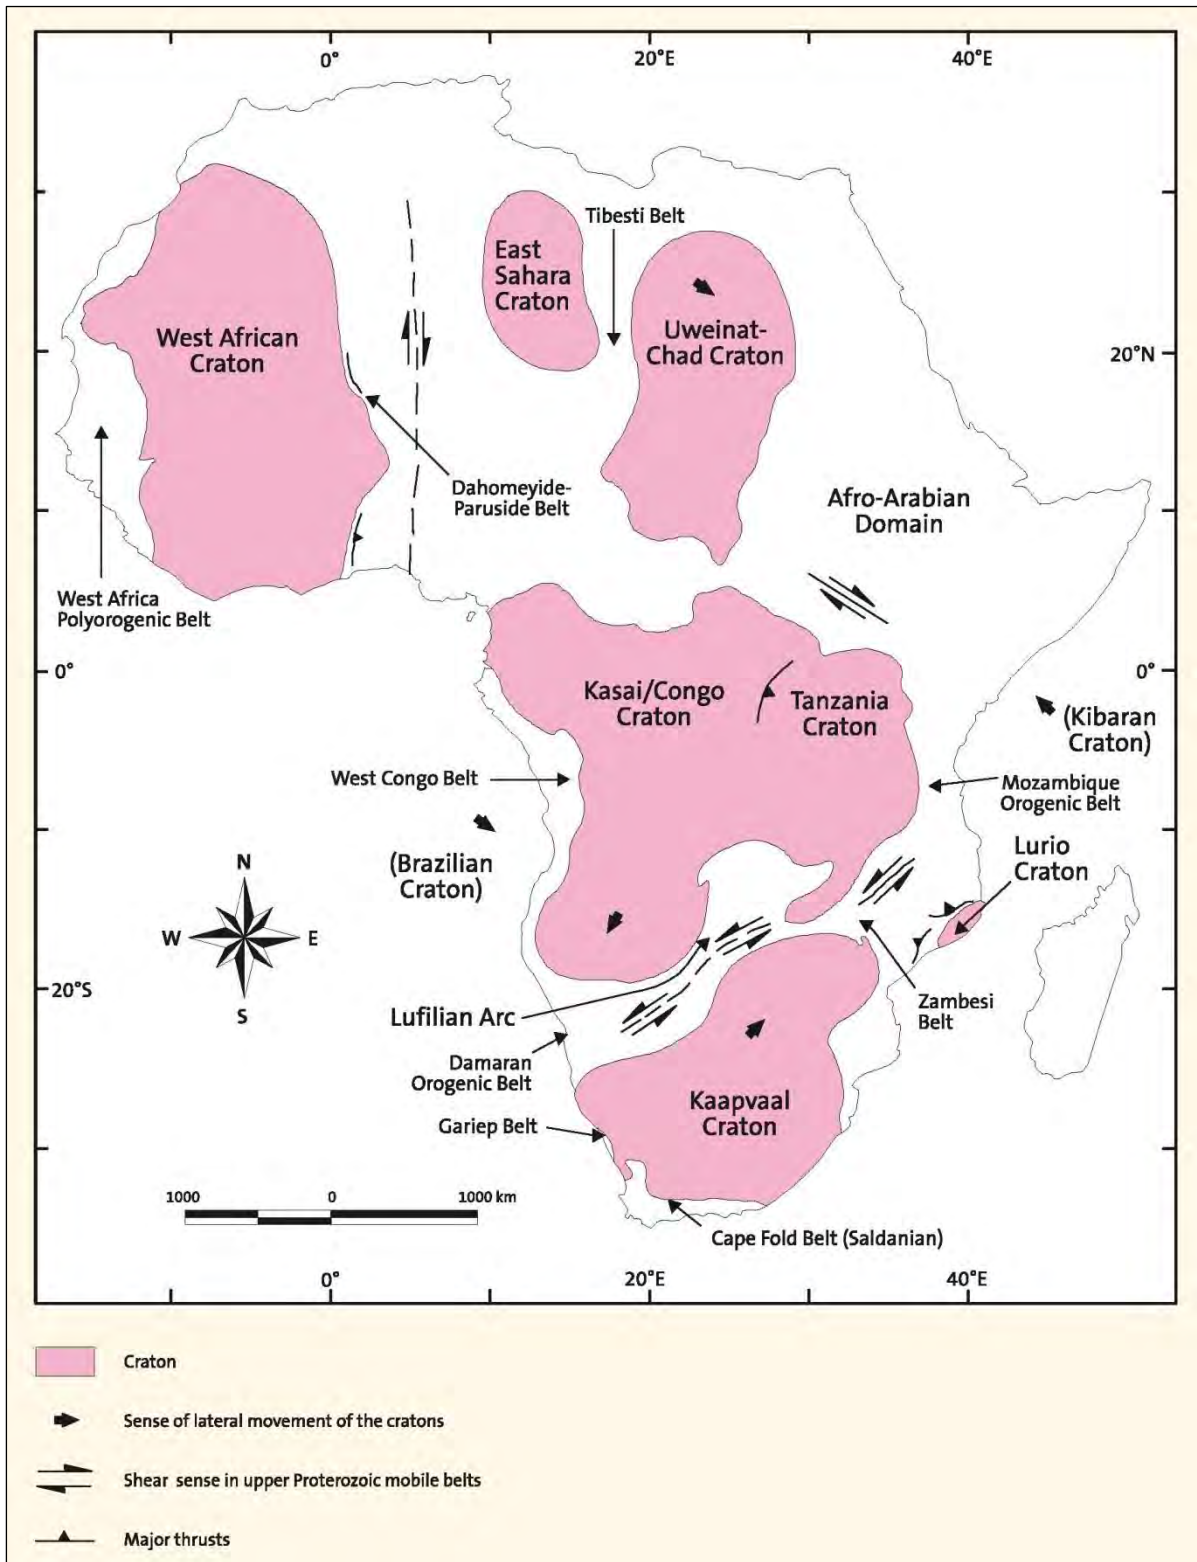 0°
20°E
40°E
Tibesti Belt
East
Sahara
Craton
West African
Craton
Uweinat-
Chad Craton
20°N
Dahomeyide-
Paruside Belt
Afro-Arabian
Domain
West Africa
Polyorogenic Belt
0°
Kasai/Congo
Craton
Tanzania
Craton
0°
(Kibaran
Craton)
West Congo Belt
Mozambique
Orogenic Belt
(Brazilian
Craton)
Lurio
Craton
N
W
E
S
20°S
Lufilian Arc
Zambesi
Belt
Damaran
Orogenic Belt
Kaapvaal
Craton
Gariep Belt
1000
0
1000 km
Cape Fold Belt (Saldanian)
0°
20°E
40°E
Craton
Sense of lateral movement of the cratons
Shear sense in upper Proterozoic mobile belts
Major thrusts